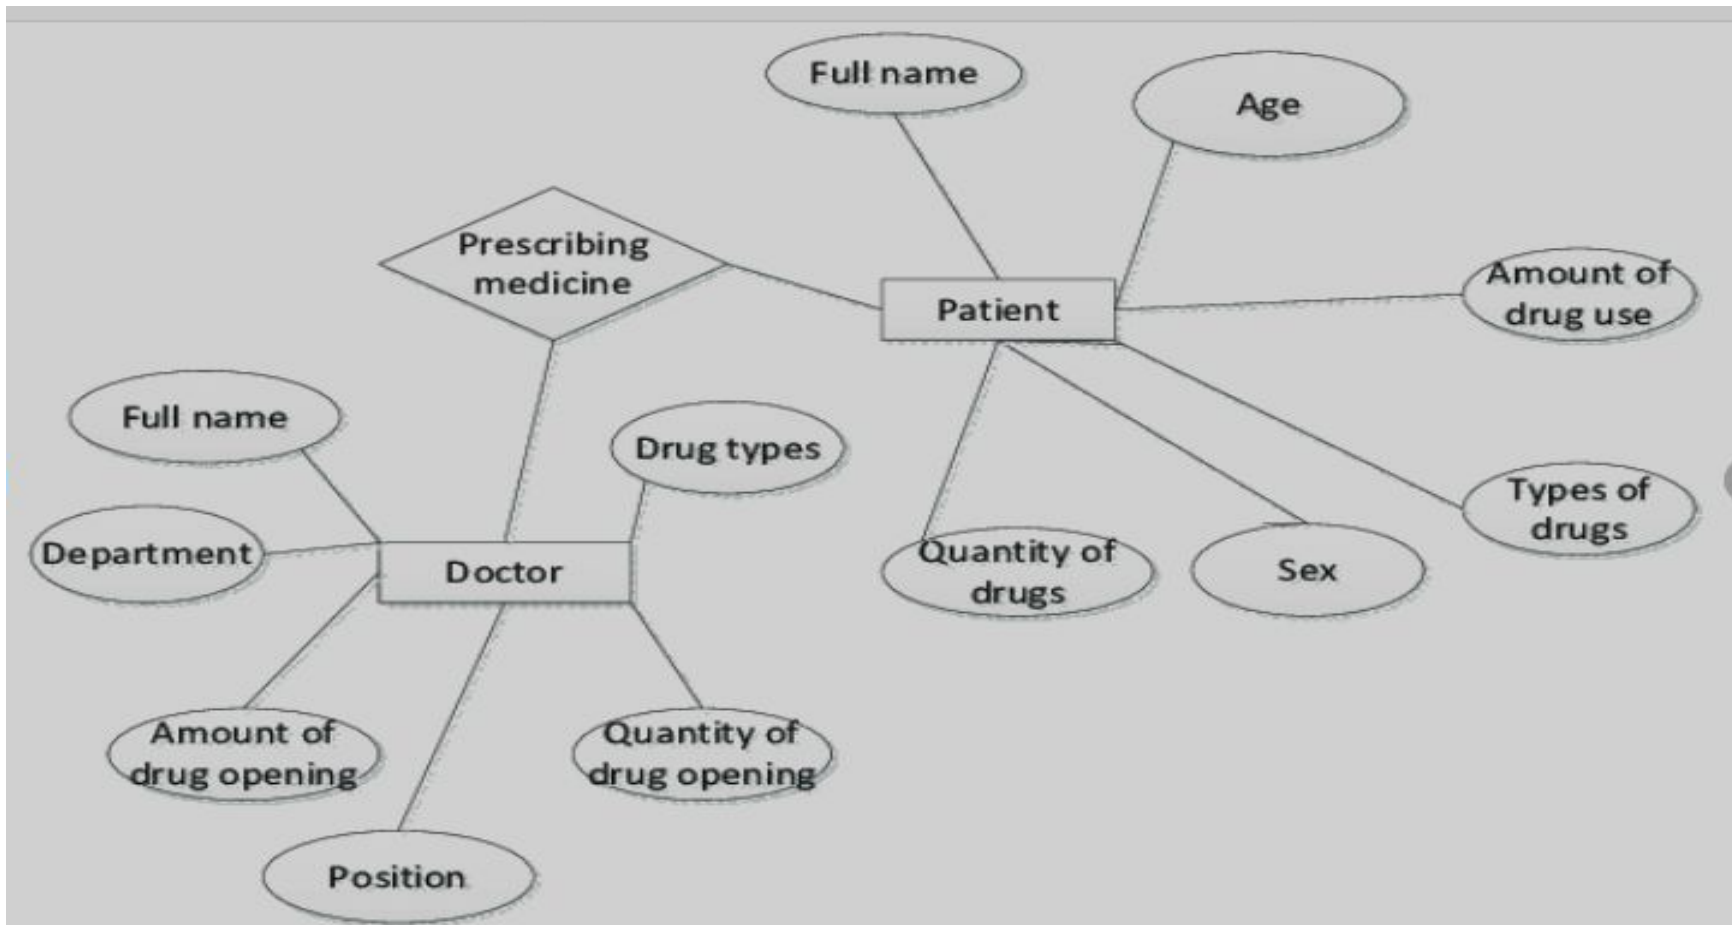 Full name
Age
Prescribing
medicine
Patient
Amount of
drug use
Full name
Drug types
Department
Doctor
Quantity of
drugs
Sex
Types of
drugs
Amount of
drug opening
Quantity of
drug opening
Position